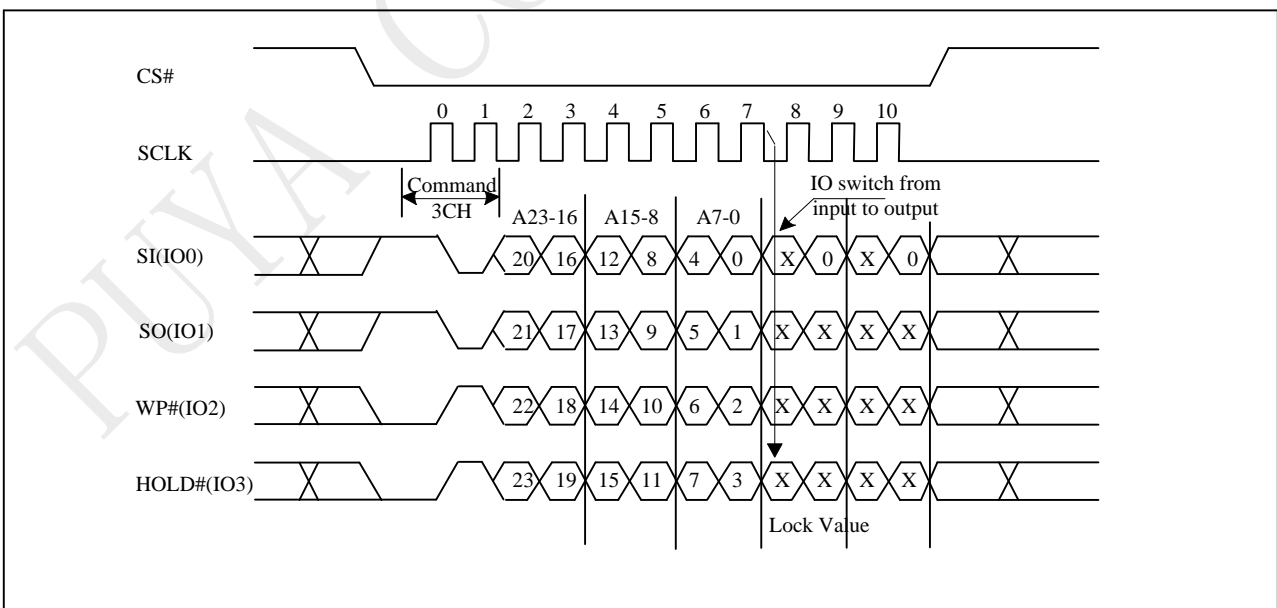 PUYA CO
CS#
0 1 2 3 4 5 6 7 8 9 10
SCLK
Command
3CH
IO switch from
input to output
A23-16 A15-8 A7-0
SI(IO0) 20 16 12 8 4 0 X 0 X 0
SO(IO1) 21 17 13 9 5 1 X X X X
WP#(IO2) 22 18 14 10 6 2 X X X X
HOLD#(IO3) 23 19 15 11 7 3 X X X X
Lock Value